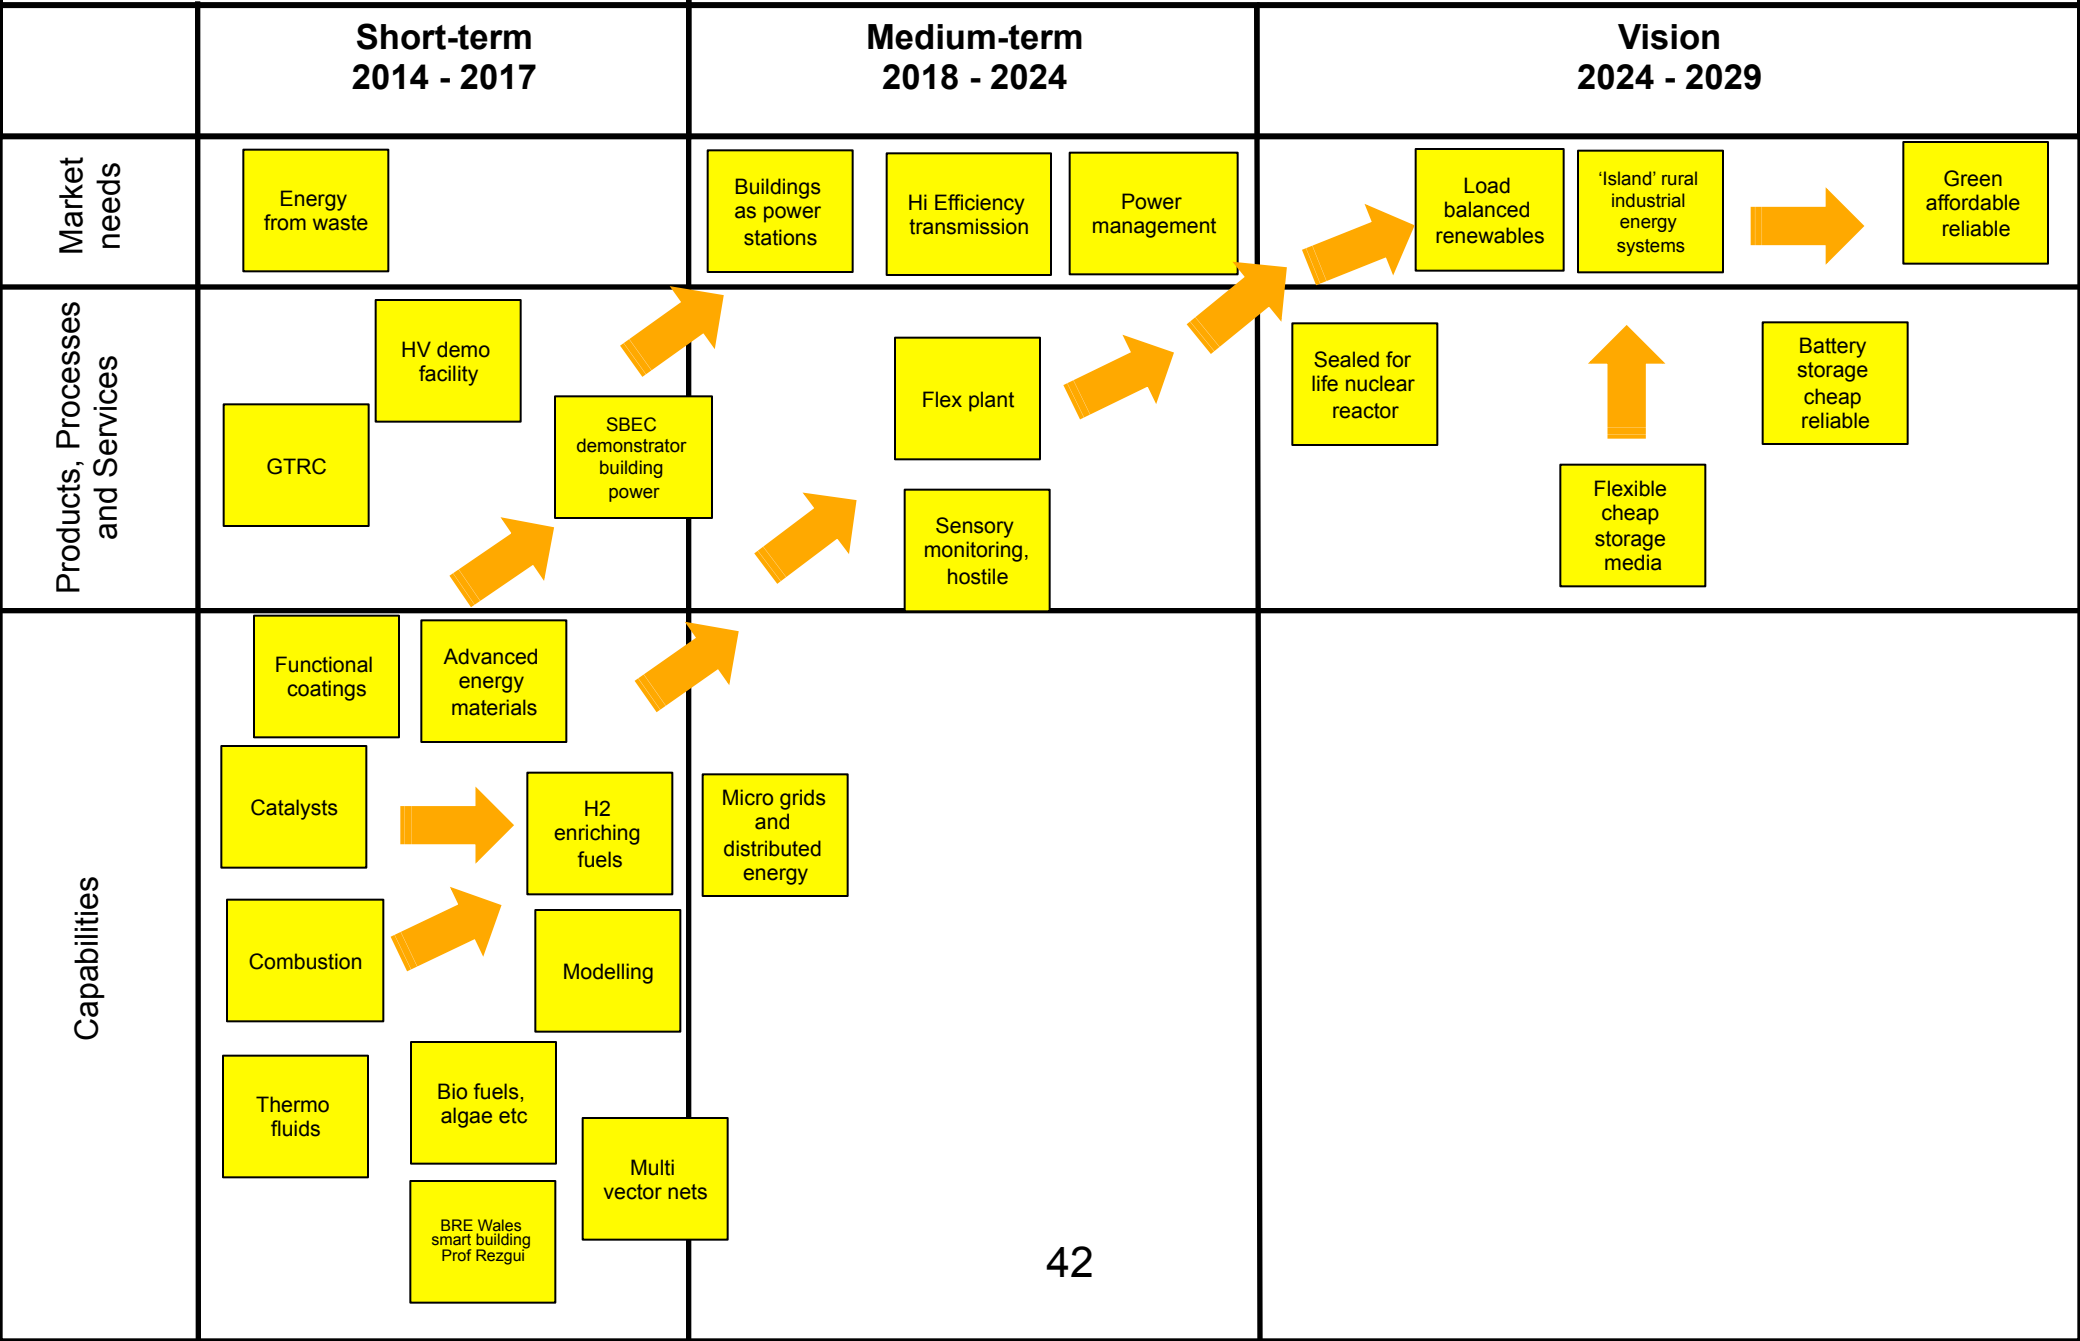 Short-term
2014 - 2017
Medium-term
2018 - 2024
Vision
2024 - 2029
Market
needs
Energy
from waste
Buildings
as power
stations
Hi Efficiency
transmission
Power
management
Load
balanced
renewables
‘Island’ rural
industrial
energy
systems
Green
affordable
reliable
Products, Processes
and Services
HV demo
facility
GTRC
SBEC
demonstrator
building
power
Flex plant
Sensory
monitoring,
hostile
Sealed for
life nuclear
reactor
Flexible
cheap
storage
media
Battery
storage
cheap
reliable
Capabilities
Functional
coatings
Advanced
energy
materials
Catalysts
H2
enriching
fuels
Micro grids
and
distributed
energy
Combustion
Modelling
Thermo
fluids
Bio fuels,
algae etc
Multi
vector nets
BRE Wales
smart building
Prof Rezgui
42